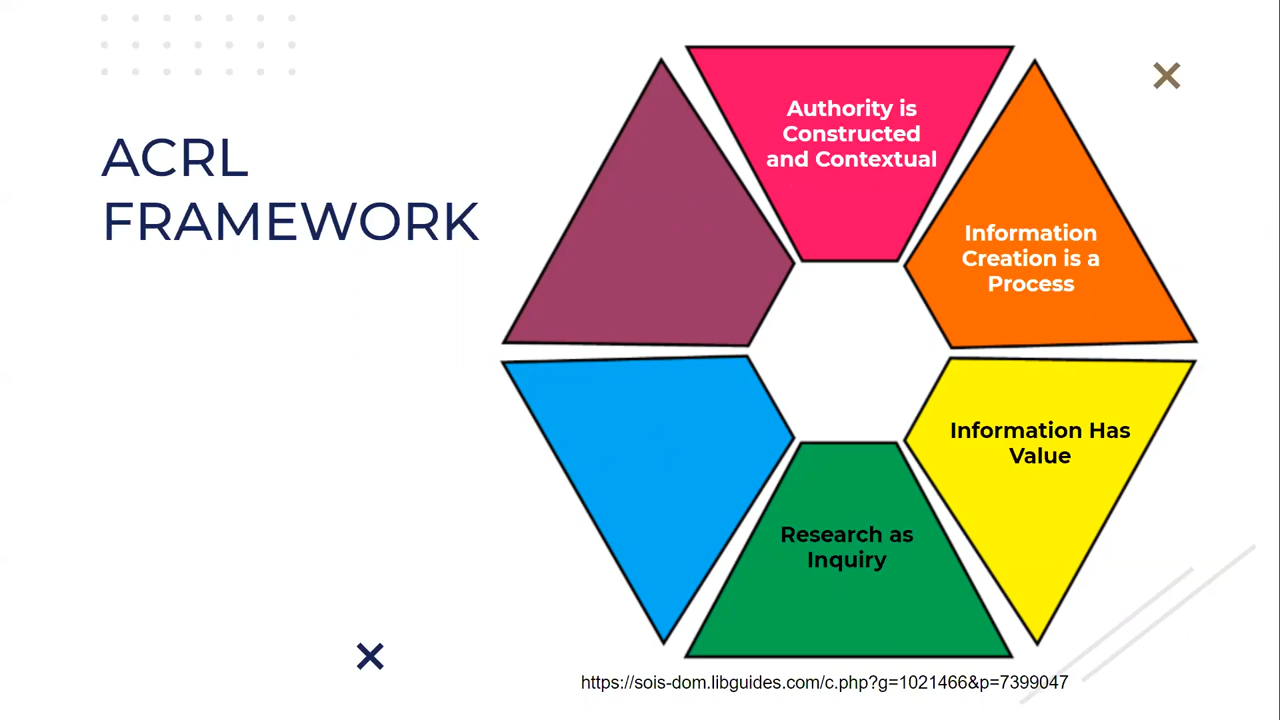 ACRL
FRAMEWORK
Authority is
Constructed
and Contextual
Information
Creation is a
Process
Information Has
Value
Research as
Inquiry
https://sois-dom.libguides.com/c.php?g=1021466&p=7399047